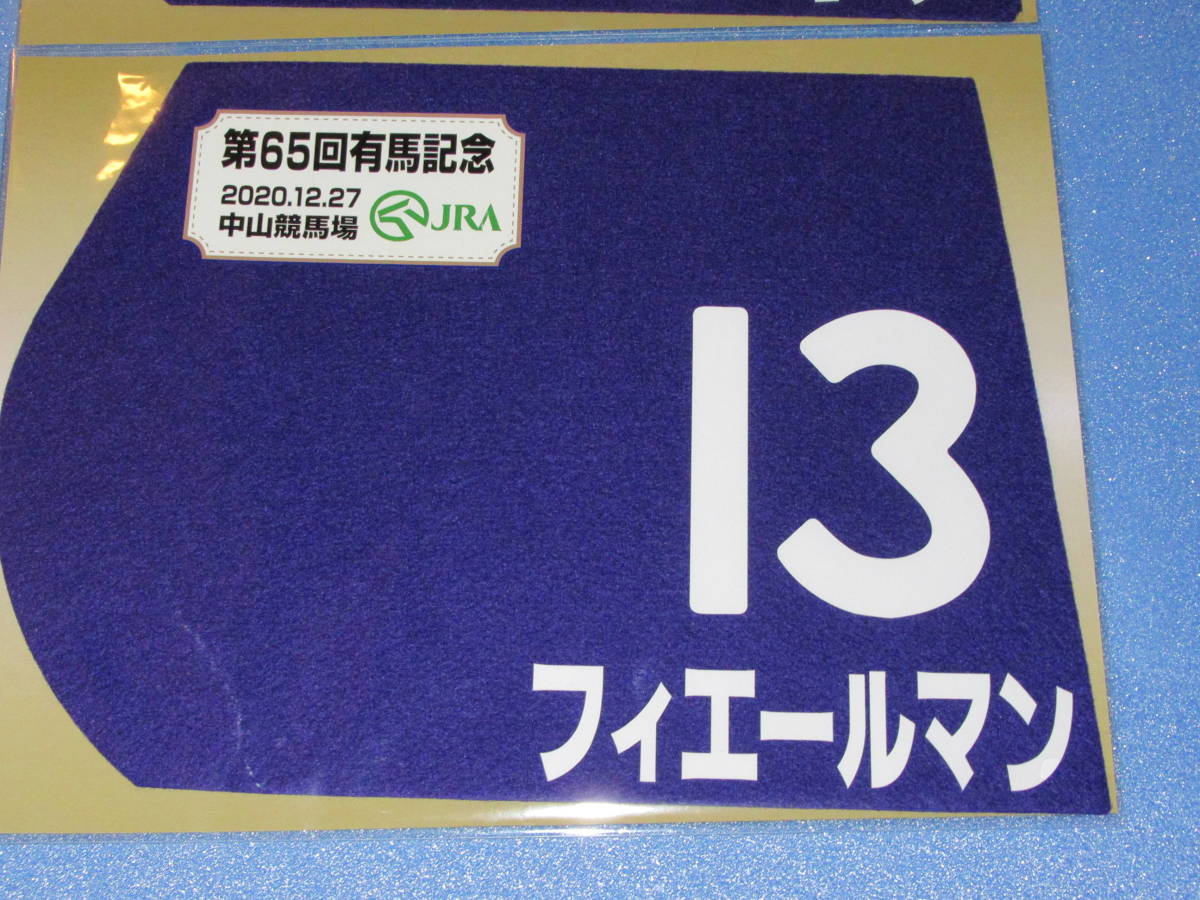 第65回有馬記念
2020.12.27
中山競馬場 JRA
13
フィエールマン